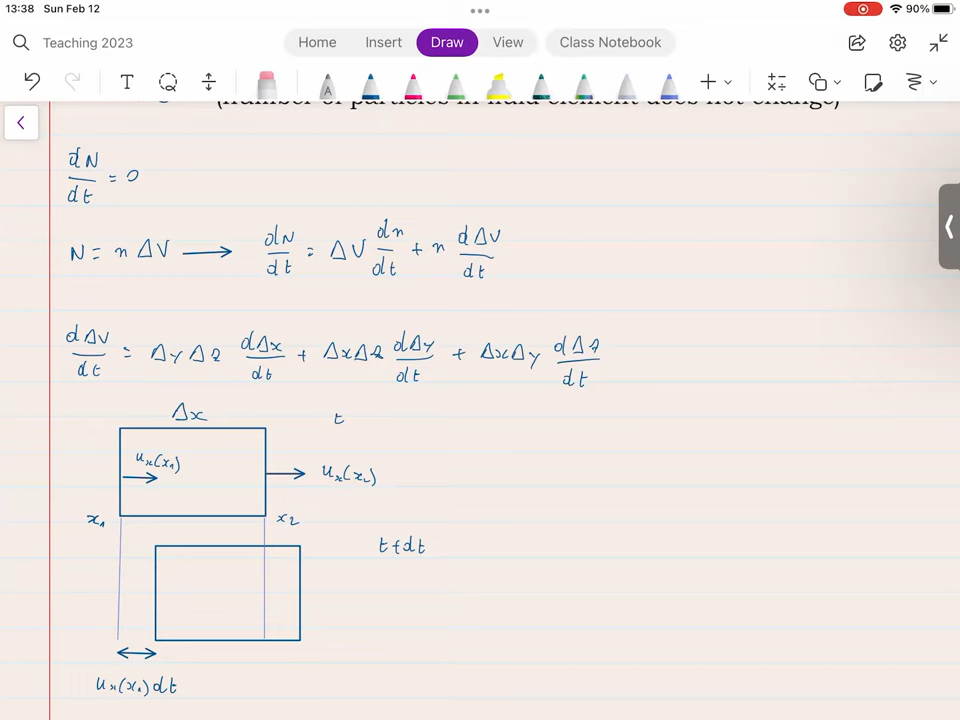 13:38 Sun Feb 12 90%
Teaching 2023 Home Insert Draw View Class Notebook
(number of particles in fluid element does not change)
dN/dt = 0
N = n ΔV ⟶ dN/dt = ΔV dn/dt + n dΔV/dt
dΔV/dt = Δy Δz dΔx/dt + ΔxΔz dΔy/dt + ΔxΔy dΔz/dt
Δx t
uₓ(x₁) uₓ(x₂)
x₁ x₂
t+dt
uₓ(x₁)dt